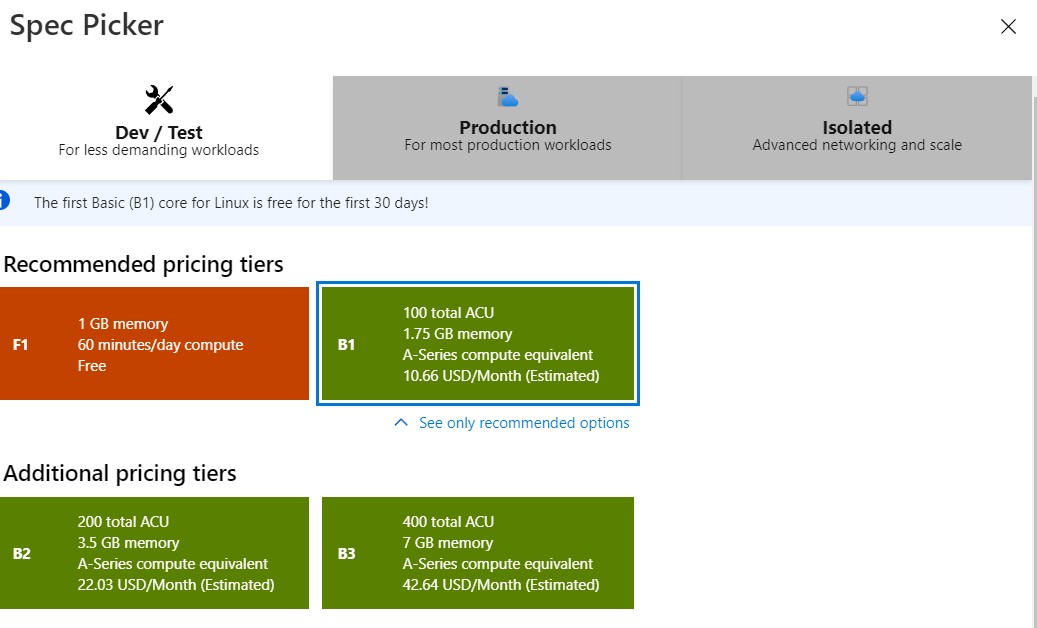 Spec Picker
Dev / Test
For less demanding workloads
Production
For most production workloads
Isolated
Advanced networking and scale
The first Basic (B1) core for Linux is free for the first 30 days!
Recommended pricing tiers
F1
1 GB memory
60 minutes/day compute
Free
B1
100 total ACU
1.75 GB memory
A-Series compute equivalent
10.66 USD/Month (Estimated)
See only recommended options
Additional pricing tiers
B2
200 total ACU
3.5 GB memory
A-Series compute equivalent
22.03 USD/Month (Estimated)
B3
400 total ACU
7 GB memory
A-Series compute equivalent
42.64 USD/Month (Estimated)